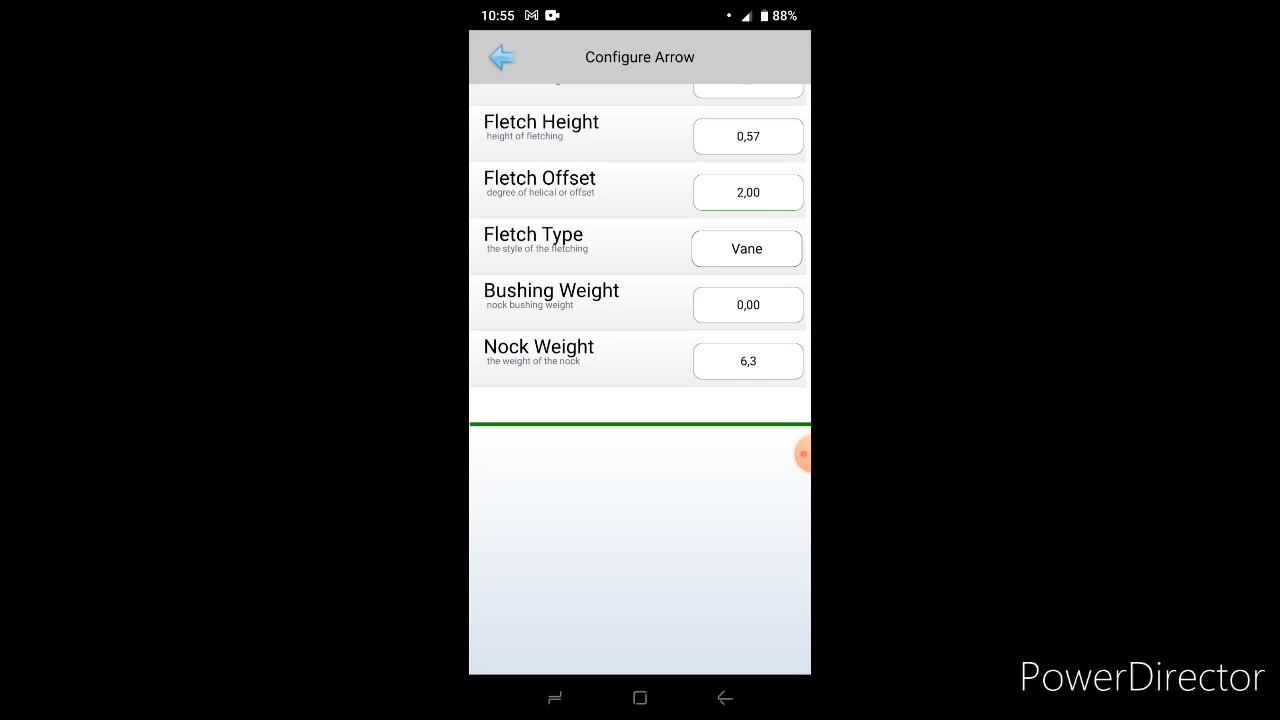 10:55
88%
Configure Arrow
Fletch Height
height of fletching
0,57
Fletch Offset
degree of helical or offset
2,00
Fletch Type
the style of the fletching
Vane
Bushing Weight
nock bushing weight
0,00
Nock Weight
the weight of the nock
6,3
PowerDirector